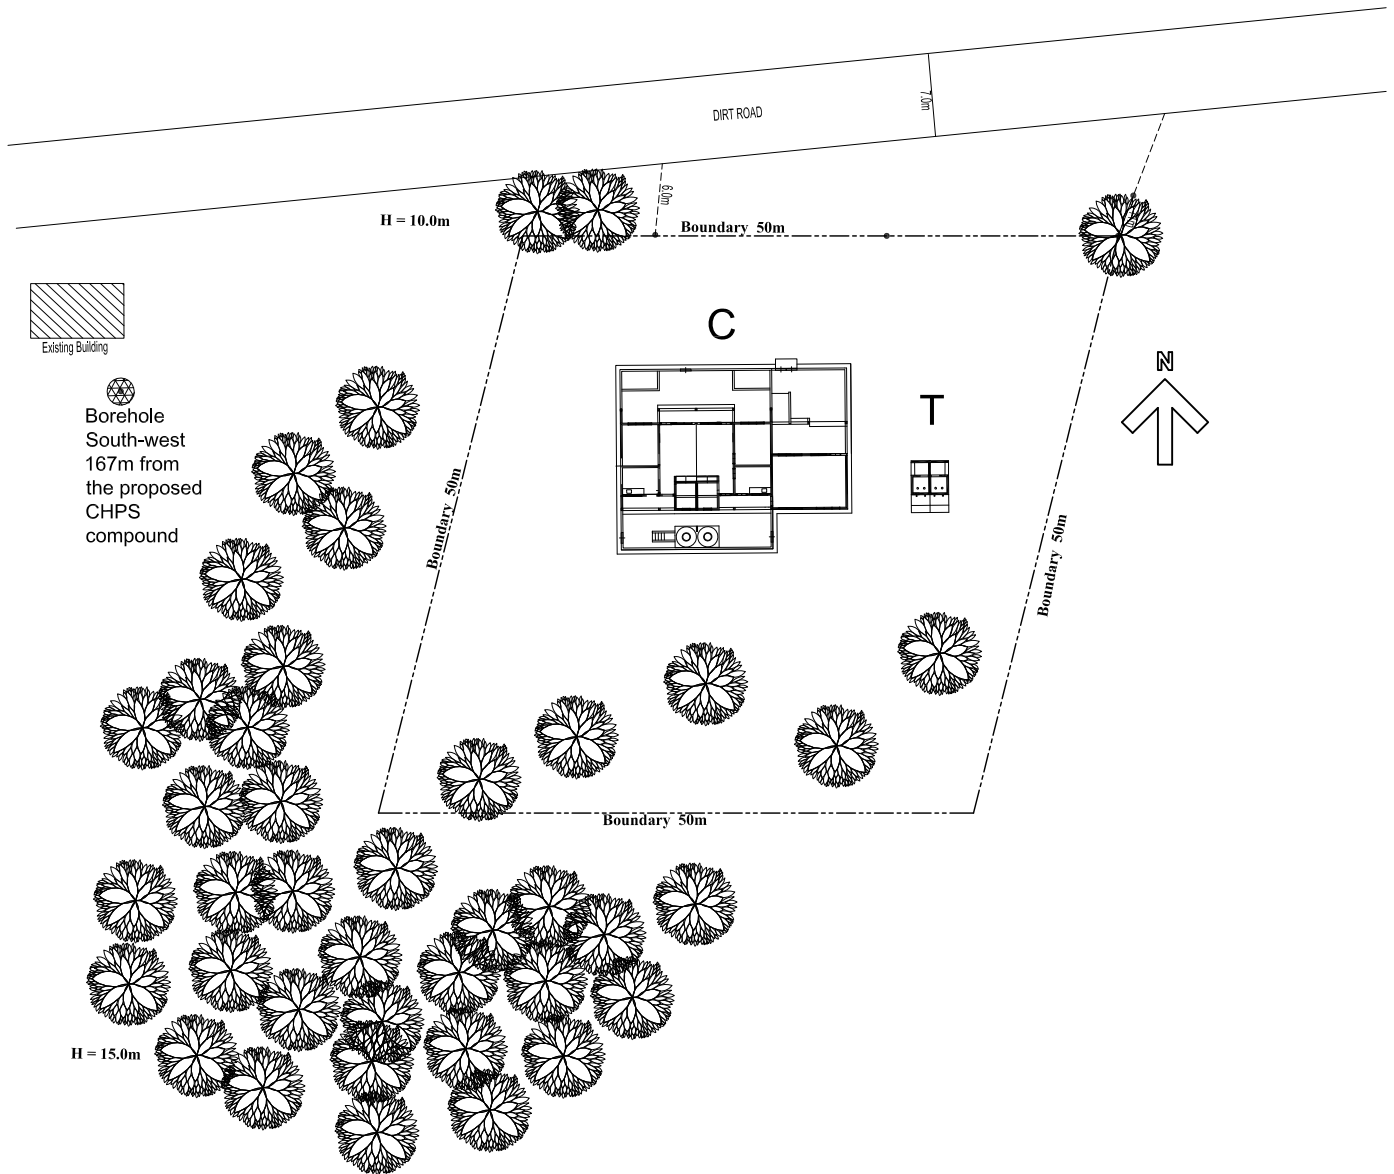 DIRT ROAD
7.0m
6.0m
H = 10.0m
Boundary 50m
Existing Building
C
N
T
Borehole
South-west
167m from
the proposed
CHPS
compound
Boundary 50m
Boundary 50m
Boundary 50m
H = 15.0m